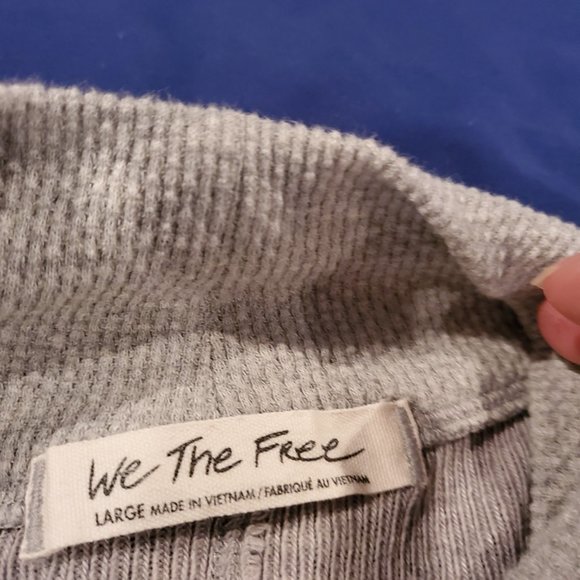 We The Free
LARGE MADE IN VIETNAM / FABRIQUÉ AU VIETNAM